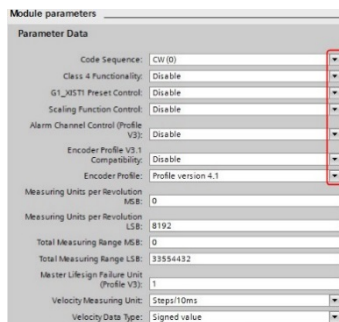 Module parameters
Parameter Data
Code Sequence: CW (0)
Class 4 Functionality: Disable
G1_XIST1 Preset Control: Disable
Scaling Function Control: Disable
Alarm Channel Control (Profile
V3): Disable
Encoder Profile V3.1
Compatibility: Disable
Encoder Profile: Profile version 4.1
Measuring Units per Revolution
MSB: 0
Measuring Units per Revolution
LSB: 8192
Total Measuring Range MSB: 0
Total Measuring Range LSB: 33554432
Master Lifesign Failure Unit
(Profile V3): 1
Velocity Measuring Unit: Steps/10ms
Velocity Data Type: Signed value